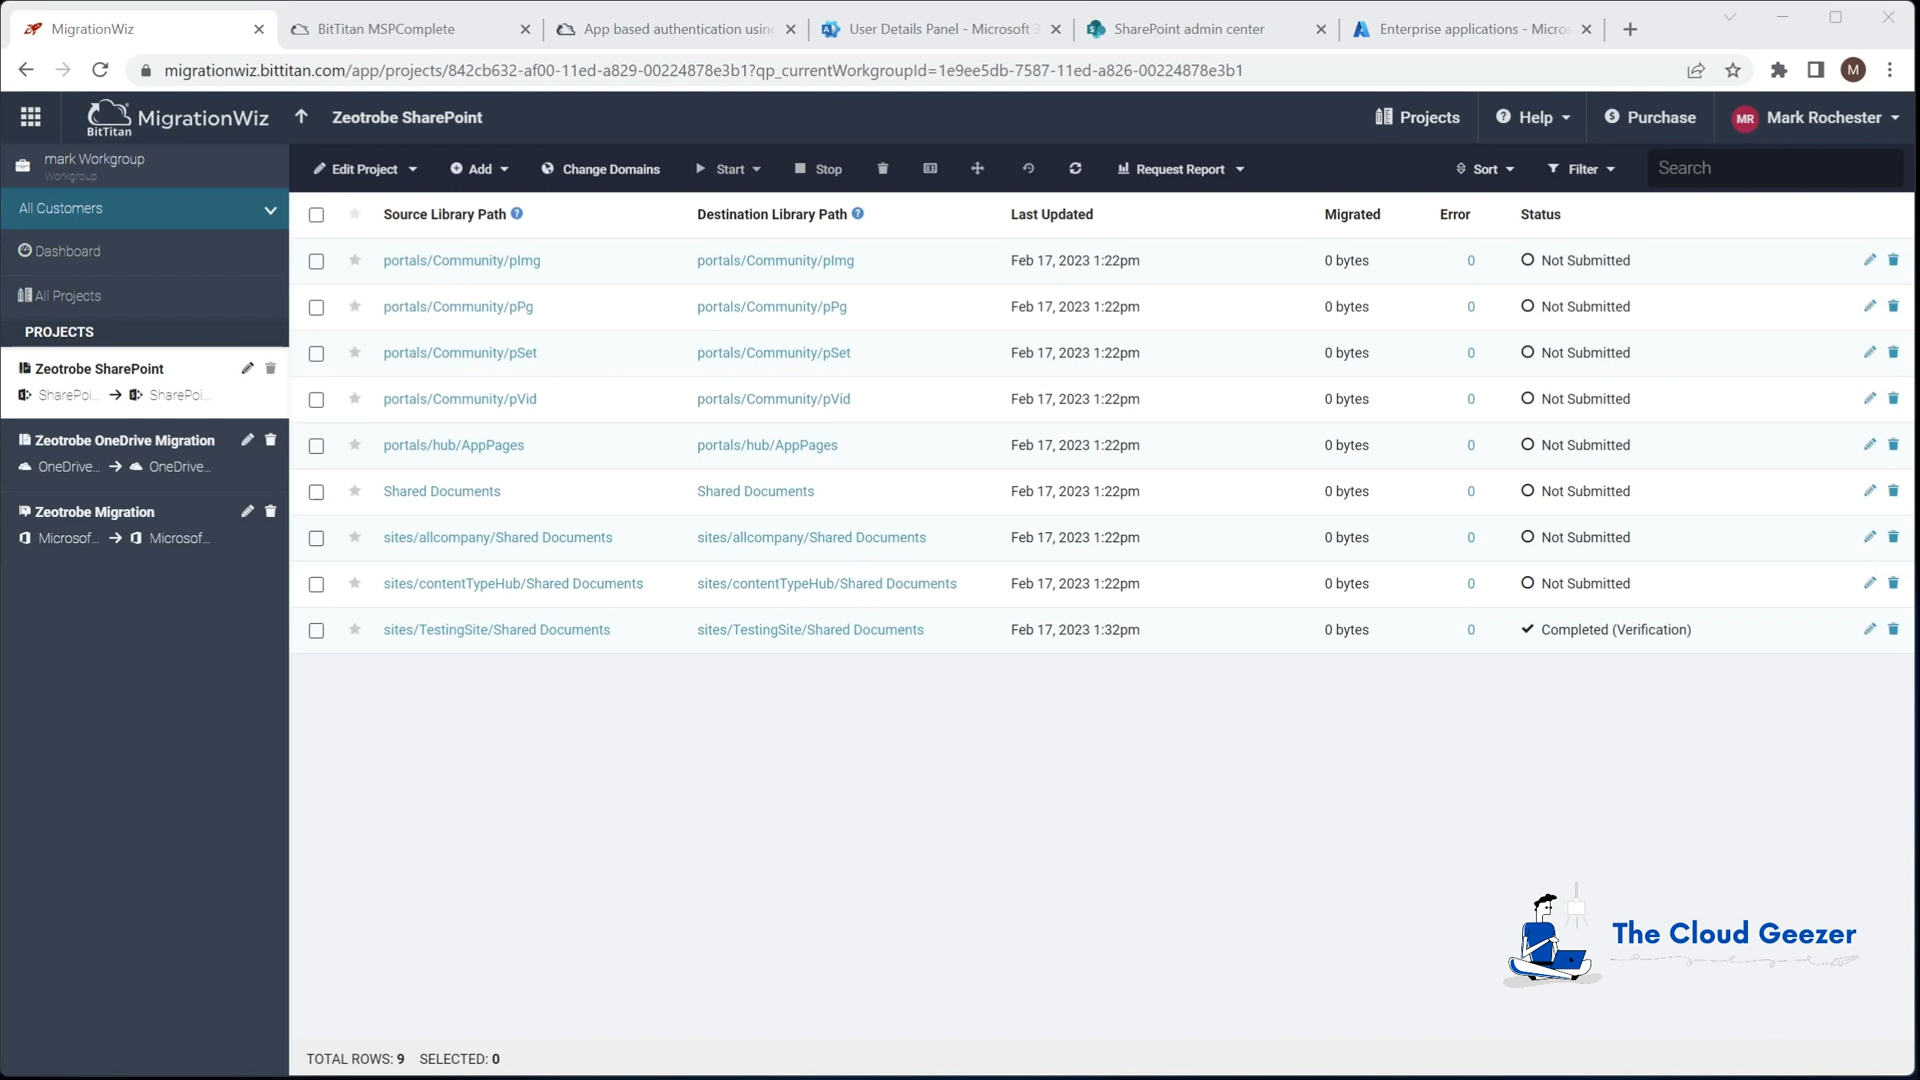 MigrationWiz
BitTitan MSPComplete
App based authentication using
User Details Panel - Microsoft 3
SharePoint admin center
Enterprise applications - Micros
migrationwiz.bittitan.com/app/projects/842cb632-af00-11ed-a829-00224878e3b1?qp_currentWorkgroupId=1e9ee5db-7587-11ed-a826-00224878e3b1
M
BitTitan MigrationWiz
Zeotrobe SharePoint
Projects
Help
Purchase
MR
Mark Rochester
mark Workgroup
Workgroup
All Customers
Dashboard
All Projects
PROJECTS
Zeotrobe SharePoint
SharePoi... SharePoi...
Zeotrobe OneDrive Migration
OneDrive... OneDrive...
Zeotrobe Migration
Microsof... Microsof...
Edit Project Add Change Domains Start Stop Request Report Sort Filter Search
Source Library Path Destination Library Path Last Updated Migrated Error Status
portals/Community/pImg portals/Community/pImg Feb 17, 2023 1:22pm 0 bytes 0 Not Submitted
portals/Community/pPg portals/Community/pPg Feb 17, 2023 1:22pm 0 bytes 0 Not Submitted
portals/Community/pSet portals/Community/pSet Feb 17, 2023 1:22pm 0 bytes 0 Not Submitted
portals/Community/pVid portals/Community/pVid Feb 17, 2023 1:22pm 0 bytes 0 Not Submitted
portals/hub/AppPages portals/hub/AppPages Feb 17, 2023 1:22pm 0 bytes 0 Not Submitted
Shared Documents Shared Documents Feb 17, 2023 1:22pm 0 bytes 0 Not Submitted
sites/allcompany/Shared Documents sites/allcompany/Shared Documents Feb 17, 2023 1:22pm 0 bytes 0 Not Submitted
sites/contentTypeHub/Shared Documents sites/contentTypeHub/Shared Documents Feb 17, 2023 1:22pm 0 bytes 0 Not Submitted
sites/TestingSite/Shared Documents sites/TestingSite/Shared Documents Feb 17, 2023 1:32pm 0 bytes 0 Completed (Verification)
The Cloud Geezer
TOTAL ROWS: 9 SELECTED: 0